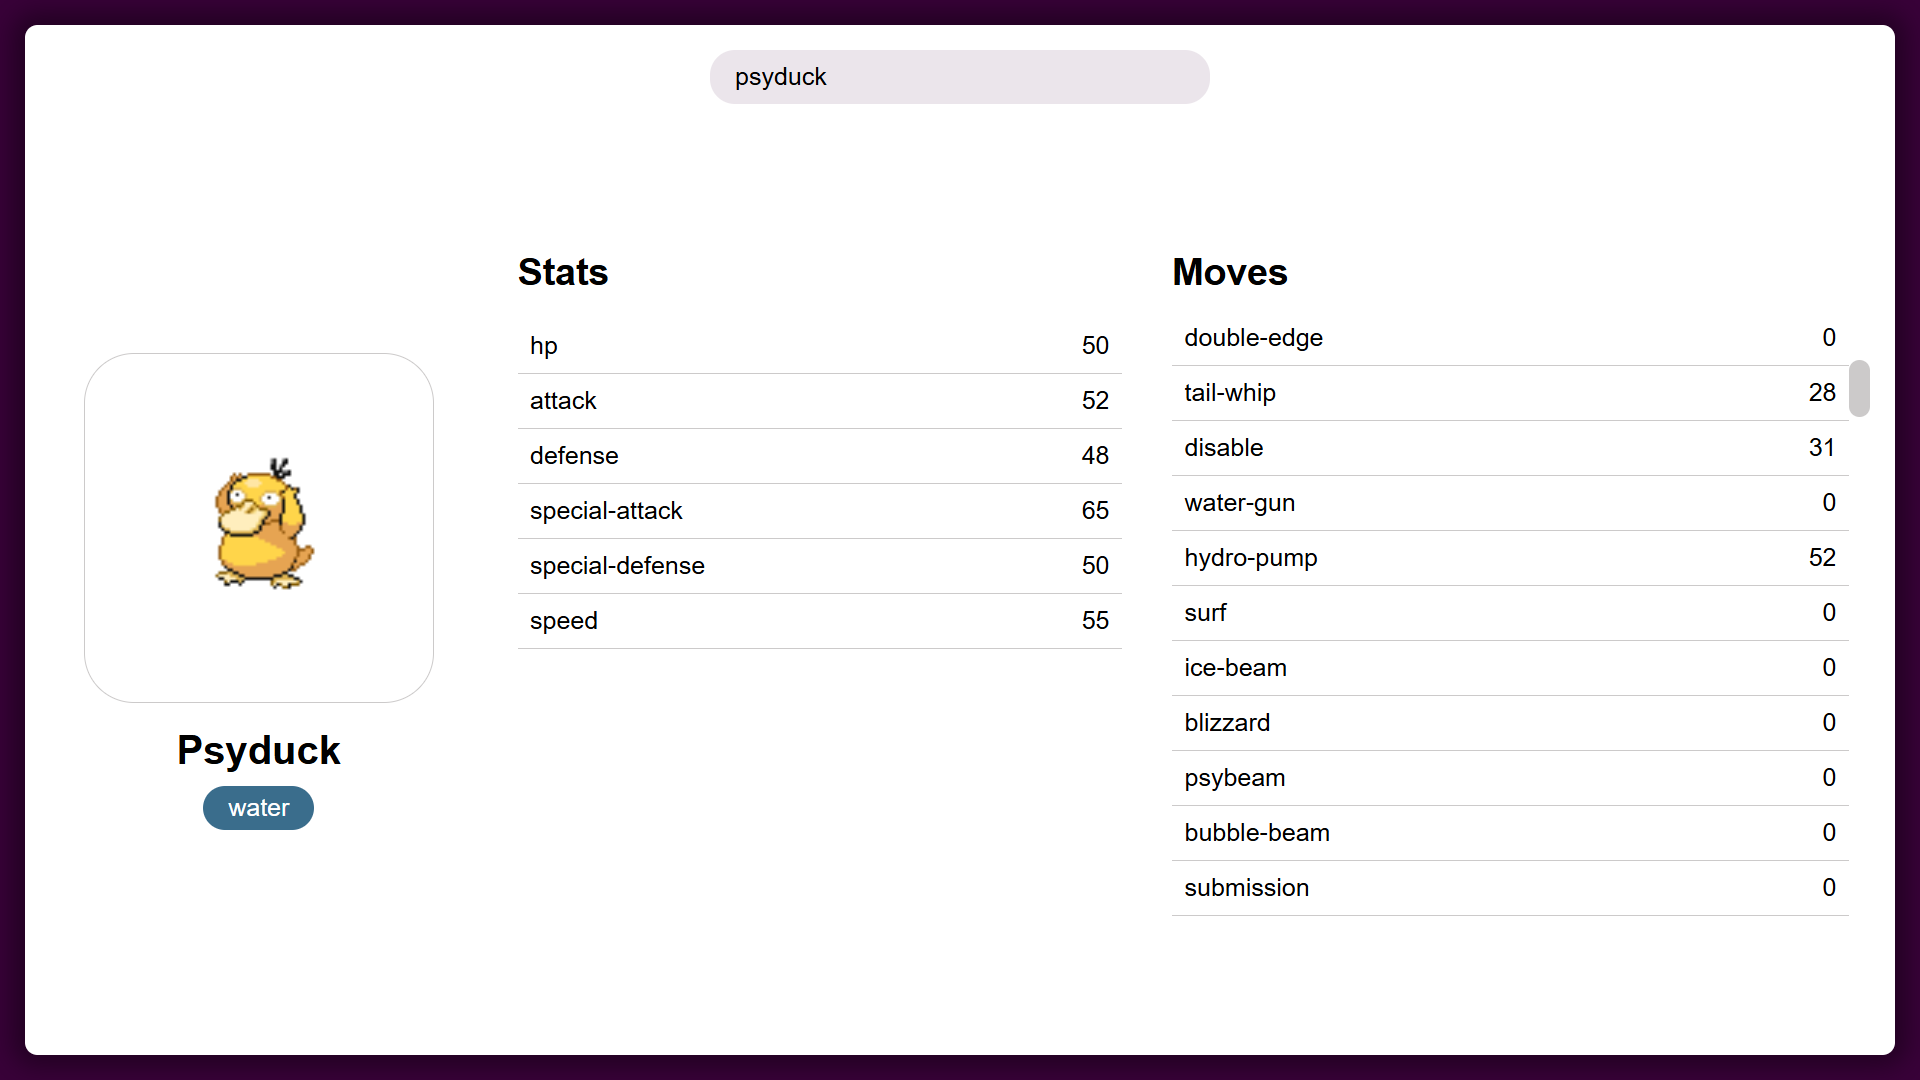 psyduck
Psyduck
water
Stats
hp 50
attack 52
defense 48
special-attack 65
special-defense 50
speed 55
Moves
double-edge 0
tail-whip 28
disable 31
water-gun 0
hydro-pump 52
surf 0
ice-beam 0
blizzard 0
psybeam 0
bubble-beam 0
submission 0